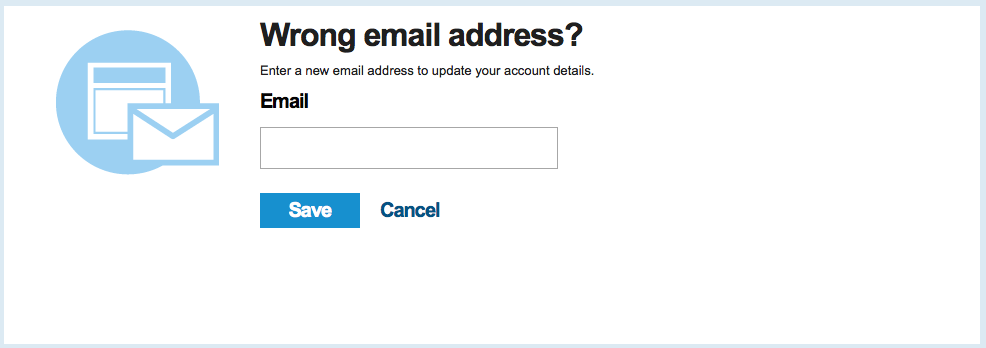 Wrong email address?
Enter a new email address to update your account details.
Email
Save Cancel